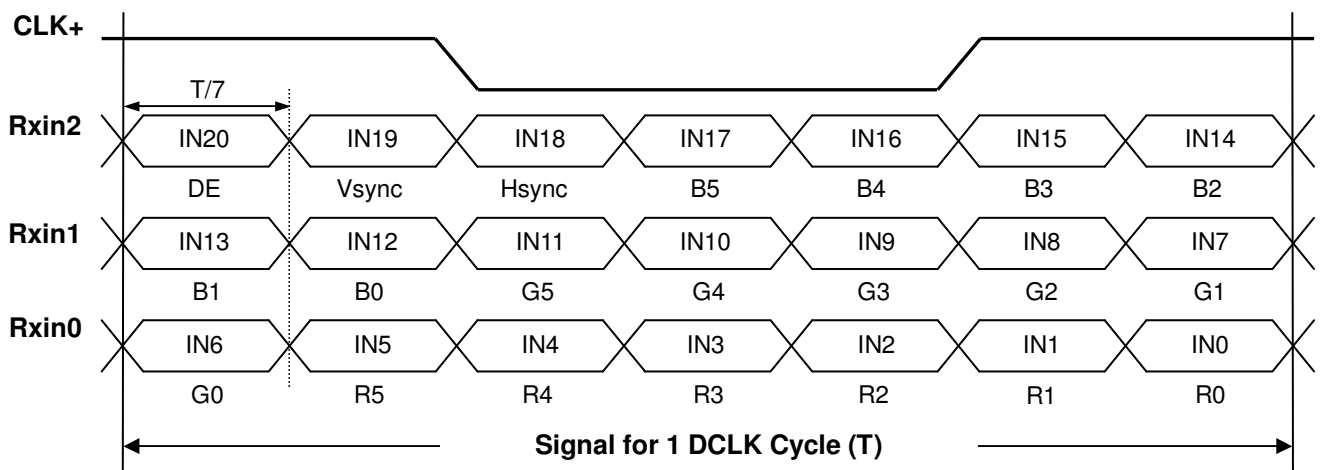 CLK+
T/7
Rxin2 IN20 IN19 IN18 IN17 IN16 IN15 IN14
DE Vsync Hsync B5 B4 B3 B2
Rxin1 IN13 IN12 IN11 IN10 IN9 IN8 IN7
B1 B0 G5 G4 G3 G2 G1
Rxin0 IN6 IN5 IN4 IN3 IN2 IN1 IN0
G0 R5 R4 R3 R2 R1 R0
Signal for 1 DCLK Cycle (T)